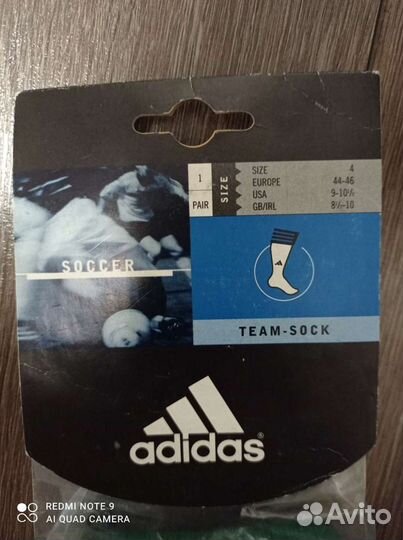 1
PAIR
SIZE
SIZE 4
EUROPE 44-46
USA 9-10½
GB/IRL 8½-10
SOCCER
TEAM-SOCK
adidas®
REDMI NOTE 9
AI QUAD CAMERA
Avito